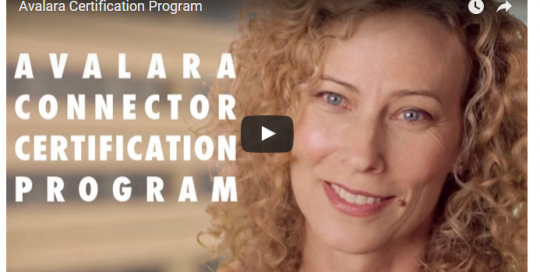 Avalara Certification Program
AVALARA
CONNECTOR
CERTIFICATION
PROGRAM